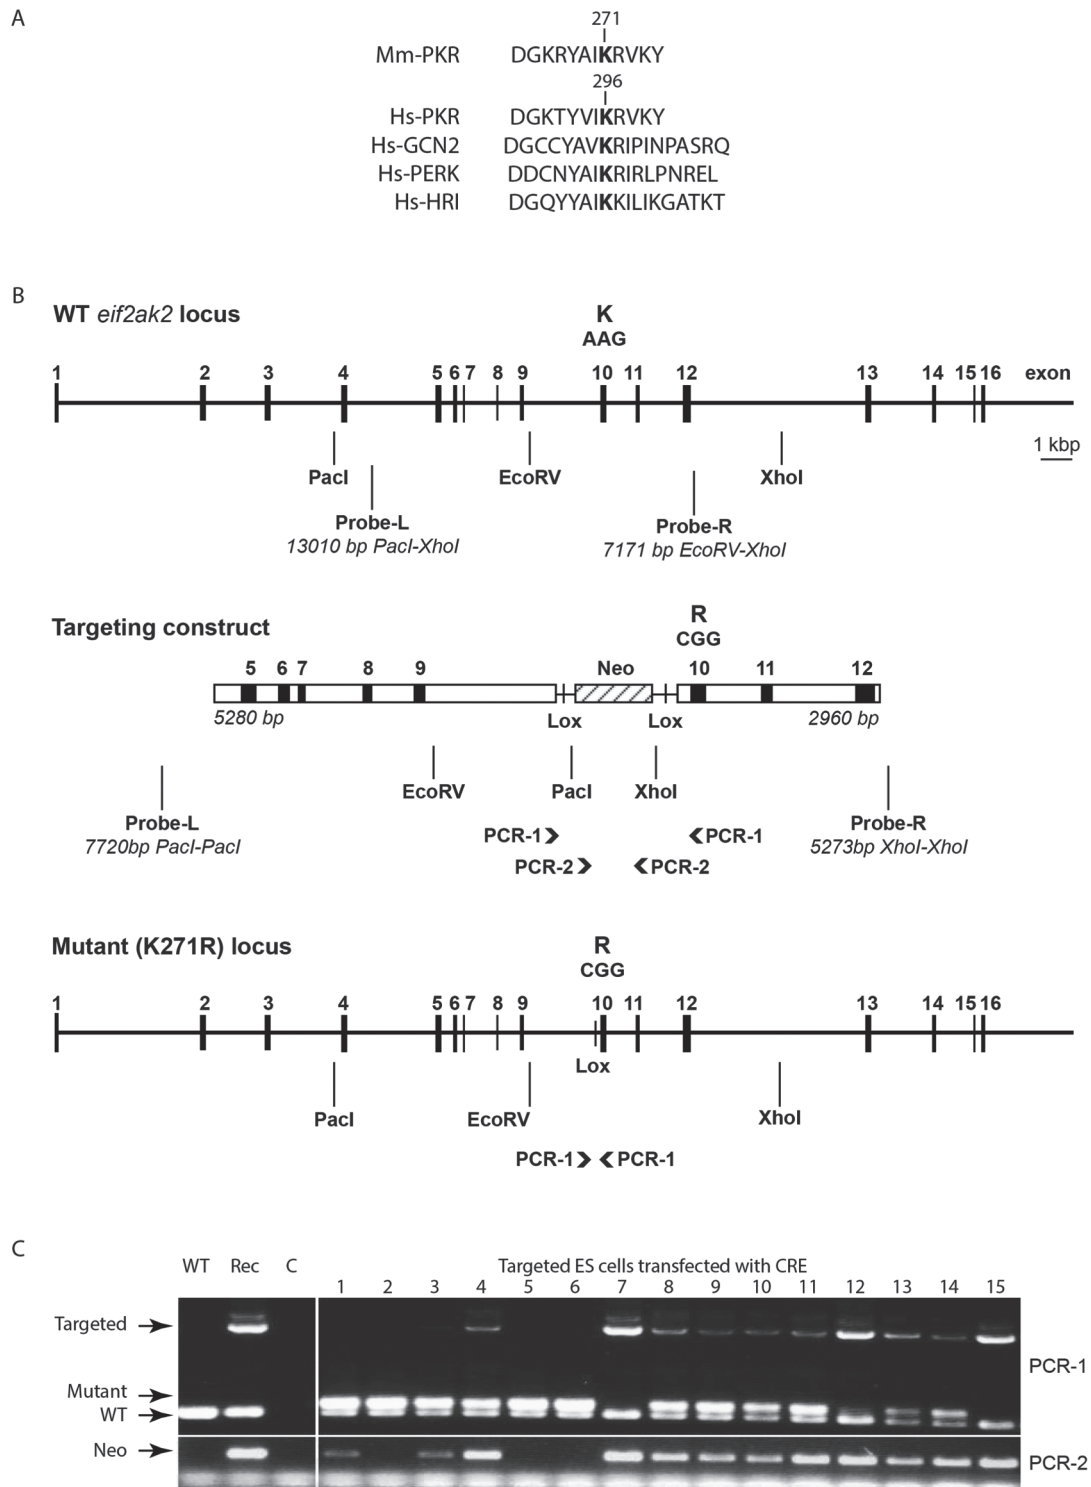 A
271
Mm-PKR DGKRYAIKRVKY
296
Hs-PKR DGKTYVIKRVKY
Hs-GCN2 DGCCYAVKRIPINPASRQ
Hs-PERK DDCNYAIKRIRLPNREL
Hs-HRI DGQYYAIKKILIKGATKT
B
WT eif2ak2 locus
K
AAG
1 2 3 4 5 6 7 8 9 10 11 12 13 14 15 16 exon
1 kbp
PacI EcoRV XhoI
Probe-L Probe-R
13010 bp PacI-XhoI 7171 bp EcoRV-XhoI
Targeting construct
R
CGG
5 6 7 8 9 Neo 10 11 12
5280 bp Lox Lox 2960 bp
EcoRV PacI XhoI
Probe-L Probe-R
7720bp PacI-PacI 5273bp XhoI-XhoI
PCR-1 PCR-1
PCR-2 PCR-2
Mutant (K271R) locus
R
CGG
1 2 3 4 5 6 7 8 9 10 11 12 13 14 15 16
Lox
PacI EcoRV XhoI
PCR-1 PCR-1
C
WT Rec C Targeted ES cells transfected with CRE
1 2 3 4 5 6 7 8 9 10 11 12 13 14 15
Targeted
PCR-1
Mutant
WT
Neo
PCR-2